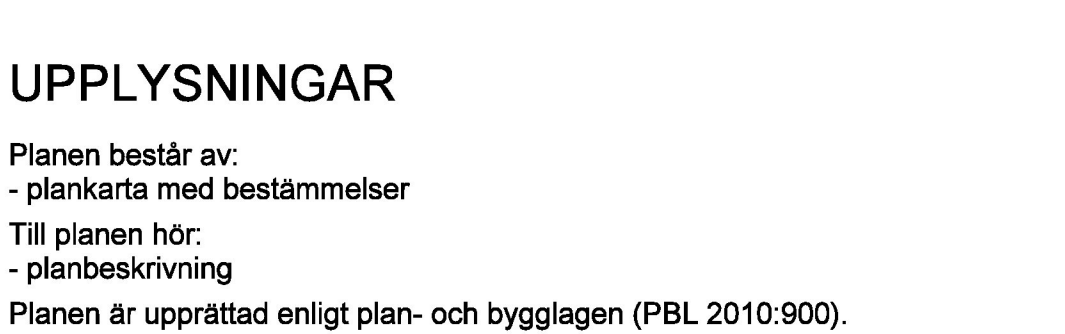 UPPLYSNINGAR
Planen består av:
- plankarta med bestämmelser
Till planen hör:
- planbeskrivning
Planen är upprättad enligt plan- och bygglagen (PBL 2010:900).